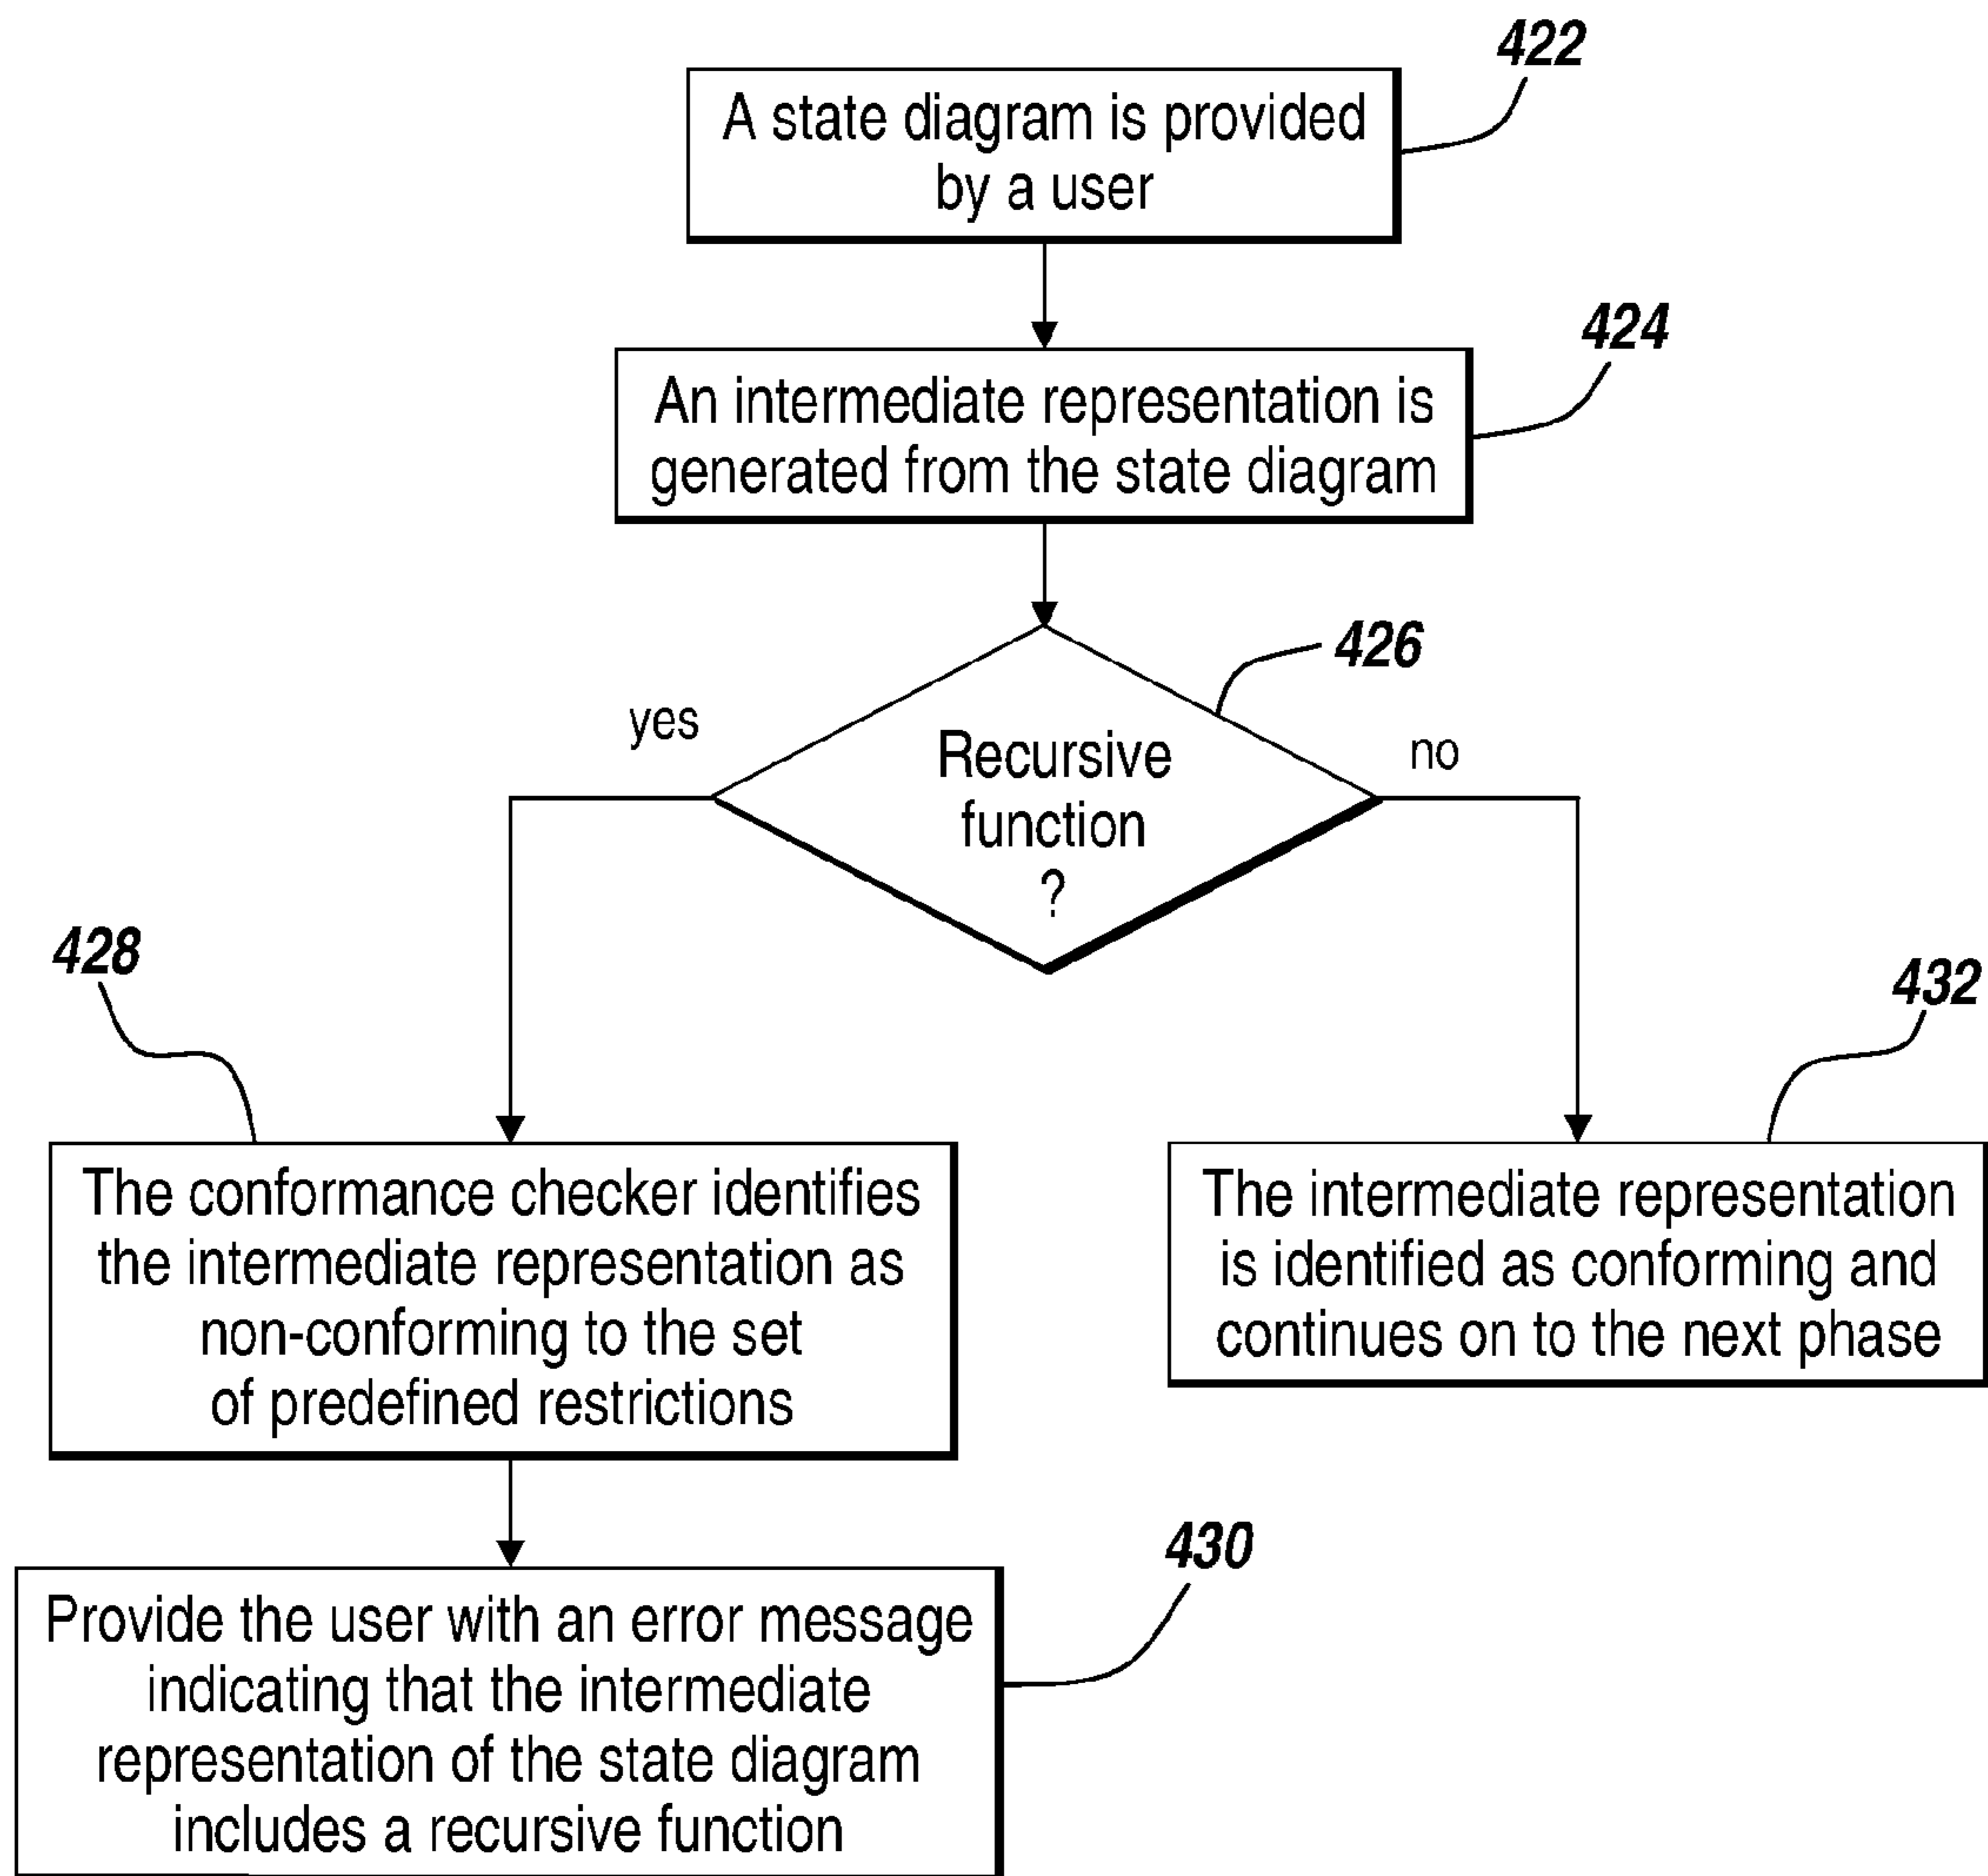 422
A state diagram is provided
by a user
424
An intermediate representation is
generated from the state diagram
426
yes
Recursive
function
?
no
428
The conformance checker identifies
the intermediate representation as
non-conforming to the set
of predefined restrictions
432
The intermediate representation
is identified as conforming and
continues on to the next phase
430
Provide the user with an error message
indicating that the intermediate
representation of the state diagram
includes a recursive function